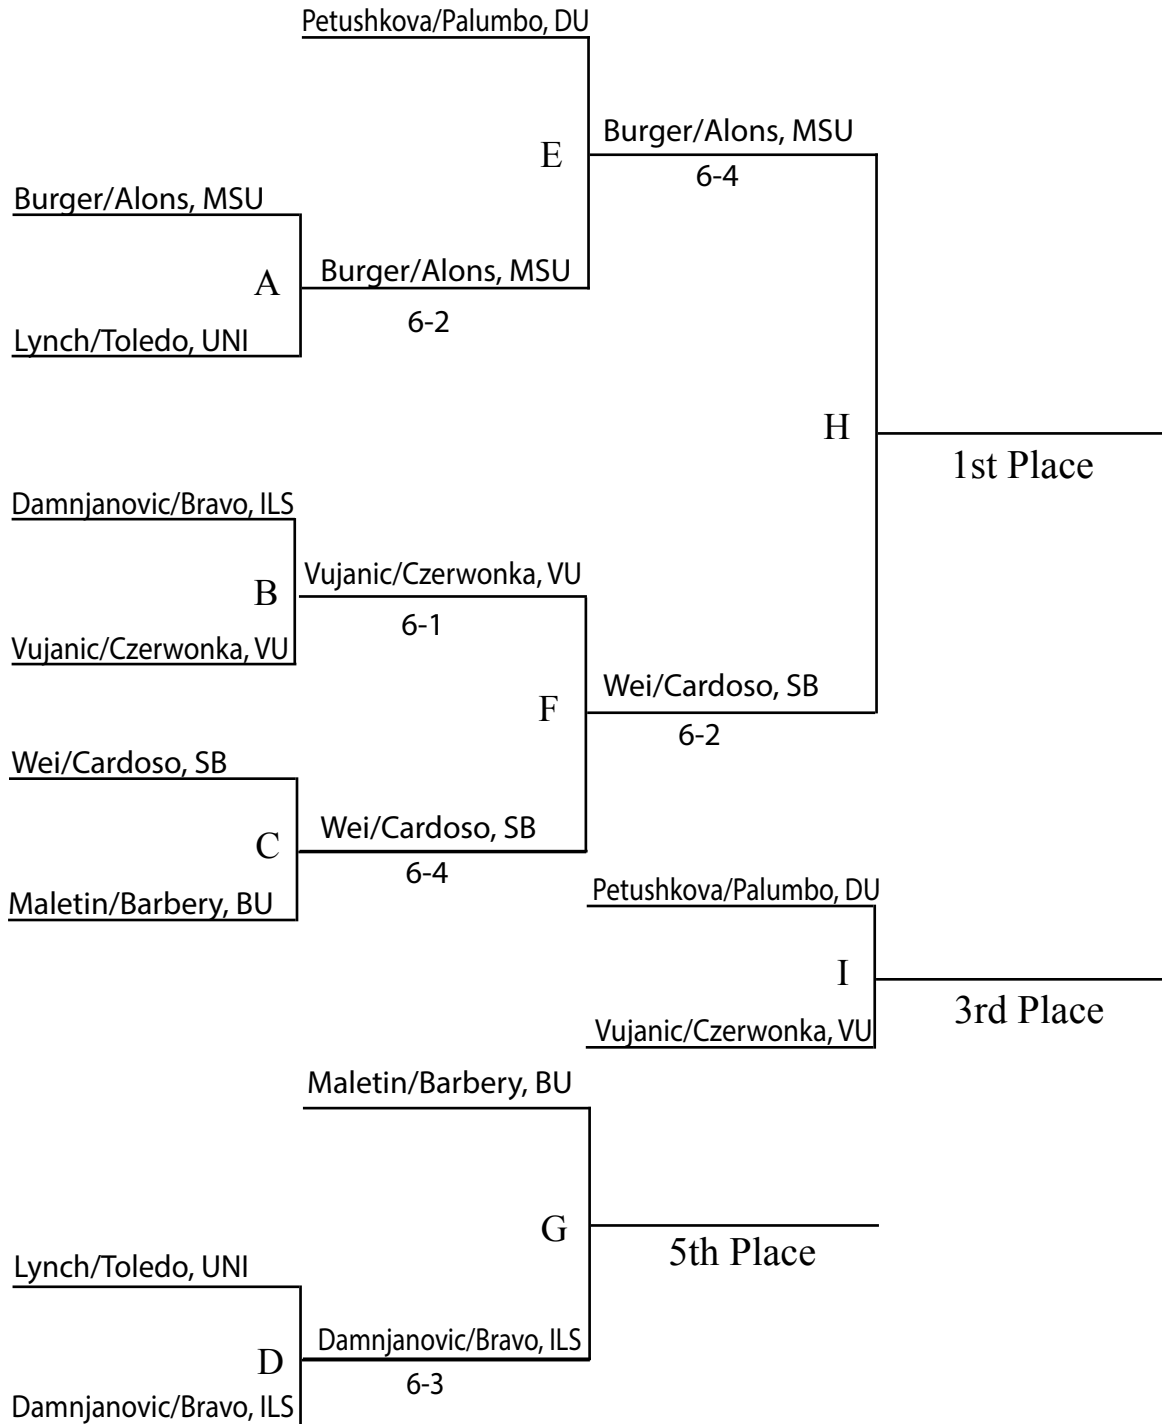 Petushkova/Palumbo, DU
Burger/Alons, MSU
E
6-4
Burger/Alons, MSU
Burger/Alons, MSU
A
6-2
Lynch/Toledo, UNI
H
1st Place
Damnjanovic/Bravo, ILS
Vujanic/Czerwonka, VU
B
6-1
Vujanic/Czerwonka, VU
Wei/Cardoso, SB
F
6-2
Wei/Cardoso, SB
Wei/Cardoso, SB
C
6-4
Maletin/Barbery, BU
Petushkova/Palumbo, DU
I
3rd Place
Vujanic/Czerwonka, VU
Maletin/Barbery, BU
G
5th Place
Lynch/Toledo, UNI
Damnjanovic/Bravo, ILS
D
6-3
Damnjanovic/Bravo, ILS